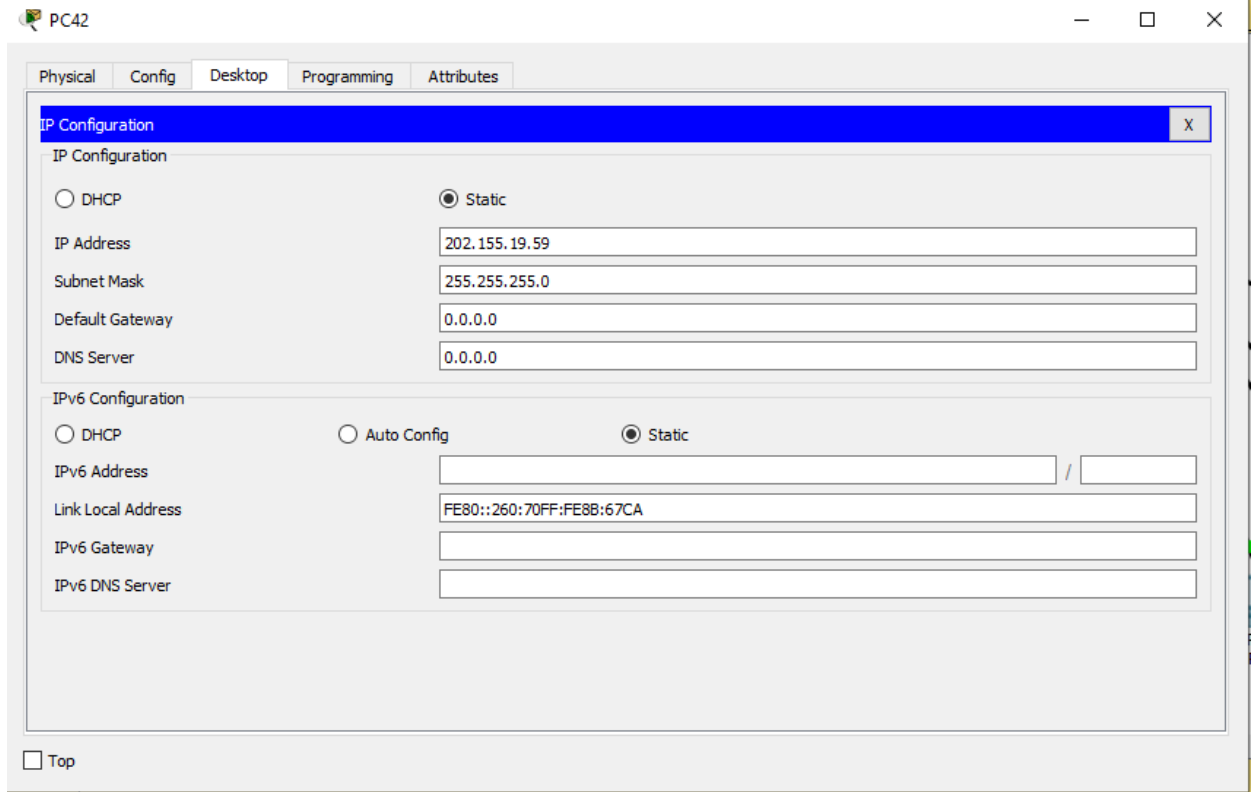 PC42
Physical Config Desktop Programming Attributes
IP Configuration X
IP Configuration
DHCP Static
IP Address 202.155.19.59
Subnet Mask 255.255.255.0
Default Gateway 0.0.0.0
DNS Server 0.0.0.0
IPv6 Configuration
DHCP Auto Config Static
IPv6 Address /
Link Local Address FE80::260:70FF:FE8B:67CA
IPv6 Gateway
IPv6 DNS Server
Top